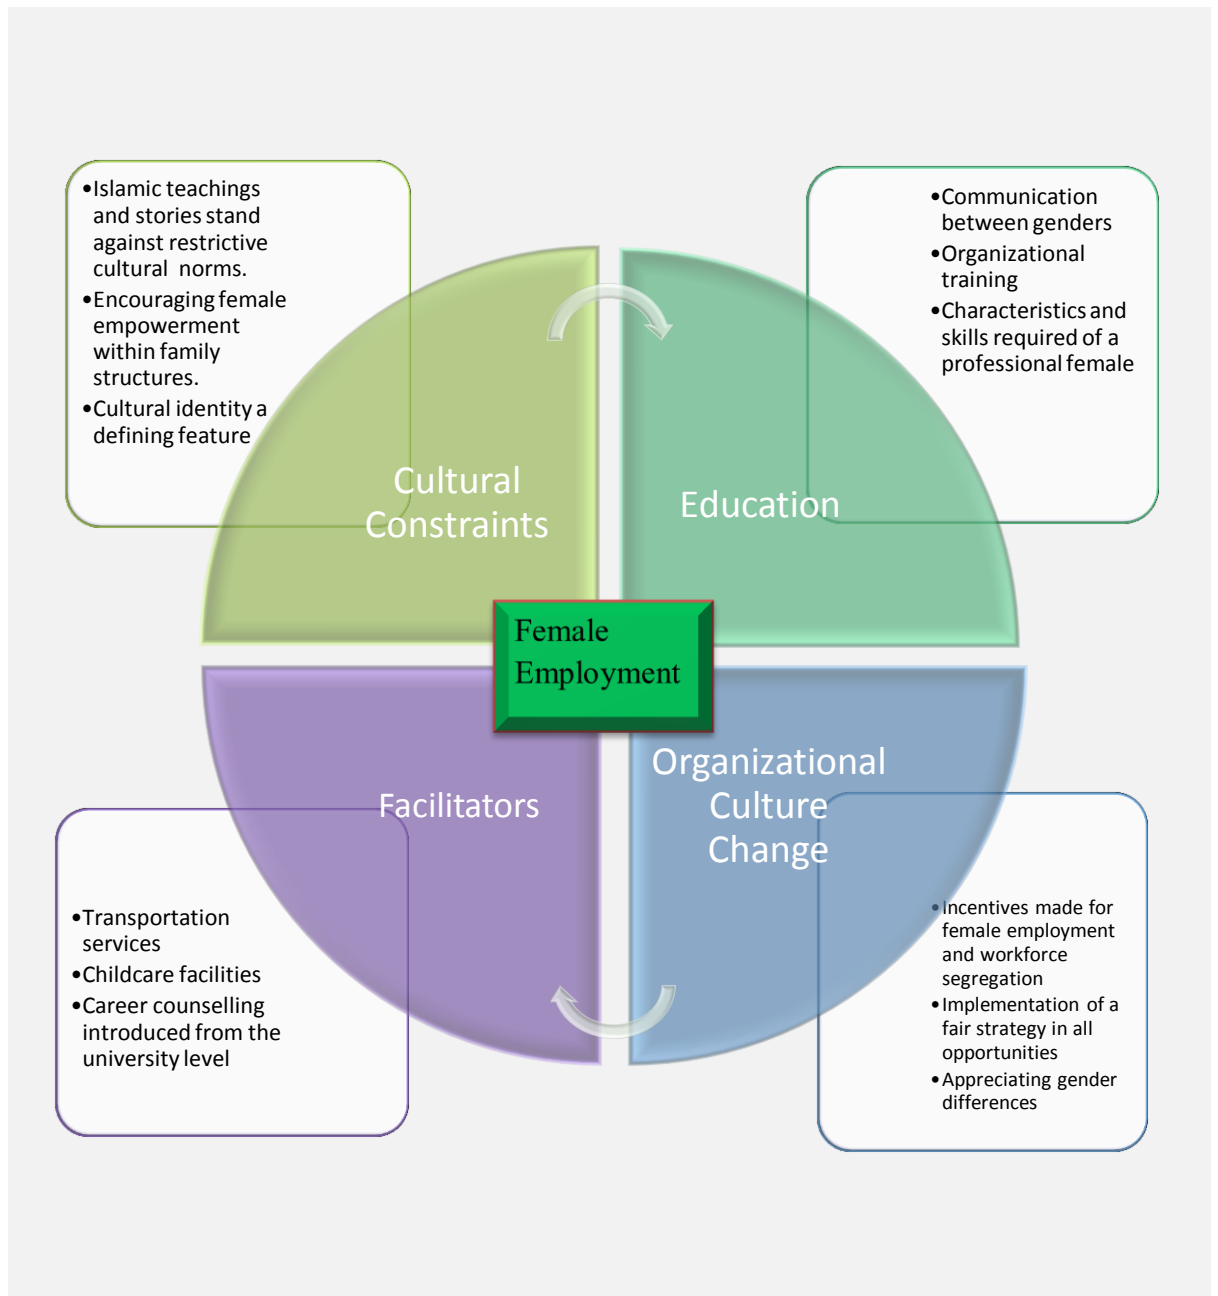 •Islamic teachings
and stories stand
against restrictive
cultural norms.
•Encouraging female
empowerment
within family
structures.
•Cultural identity a
defining feature
•Communication
between genders
•Organizational
training
•Characteristics and
skills required of a
professional female
Cultural
Constraints
Education
Female
Employment
Facilitators
Organizational
Culture
Change
•Transportation
services
•Childcare facilities
•Career counselling
introduced from the
university level
•Incentives made for
female employment
and workforce
segregation
•Implementation of a
fair strategy in all
opportunities
•Appreciating gender
differences